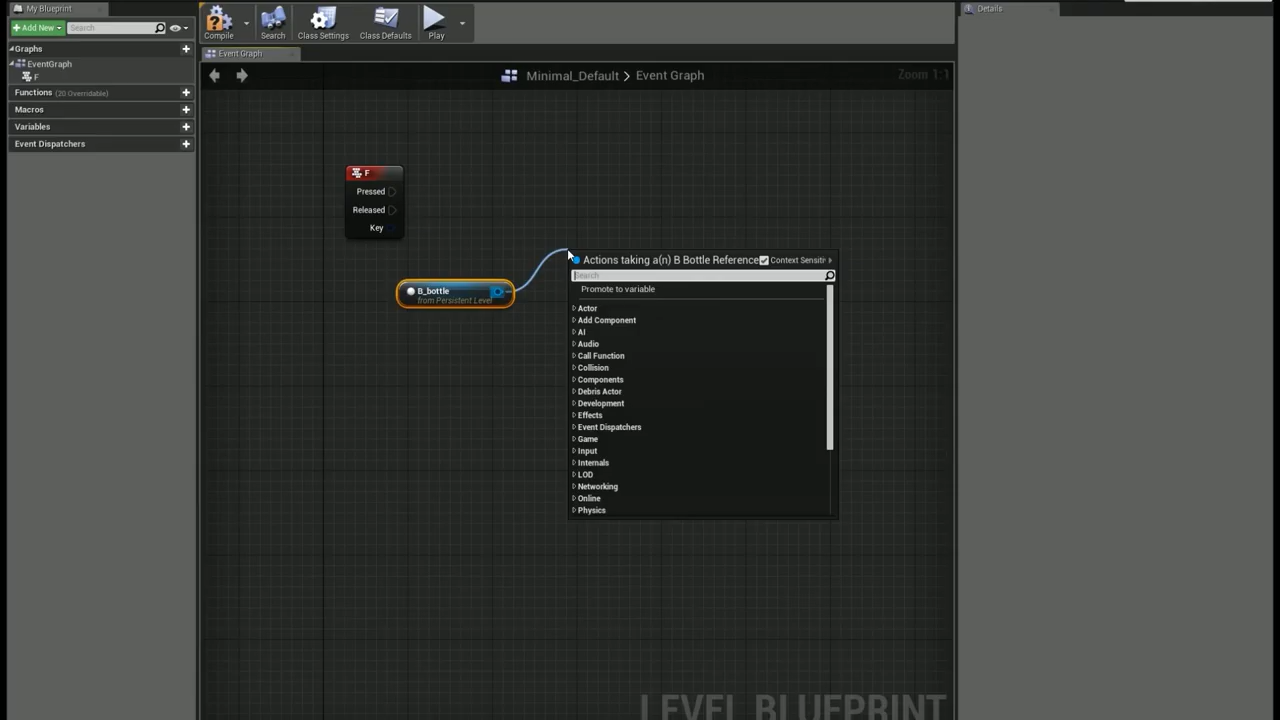 My Blueprint
Details
Add New
Search
Compile
Search
Class Settings
Class Defaults
Play
Graphs
EventGraph
F
Functions (20 Overridable)
Macros
Variables
Event Dispatchers
Event Graph
Minimal_Default > Event Graph
Zoom 1:1
F
Pressed
Released
Key
B_bottle
from Persistent Level
Actions taking a(n) B Bottle Reference
Context Sensiti
Search
Promote to variable
Actor
Add Component
AI
Audio
Call Function
Collision
Components
Debris Actor
Development
Effects
Event Dispatchers
Game
Input
Internals
LOD
Networking
Online
Physics
LEVEL BLUEPRINT